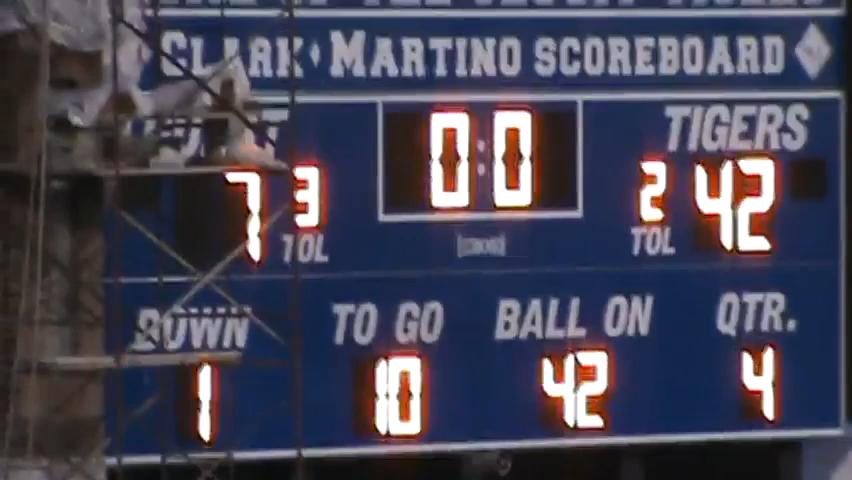 CLARK MARTINO SCOREBOARD
0:0 TIGERS
7 3 2 42
TOL TOL
DOWN TO GO BALL ON QTR.
1 10 42 4